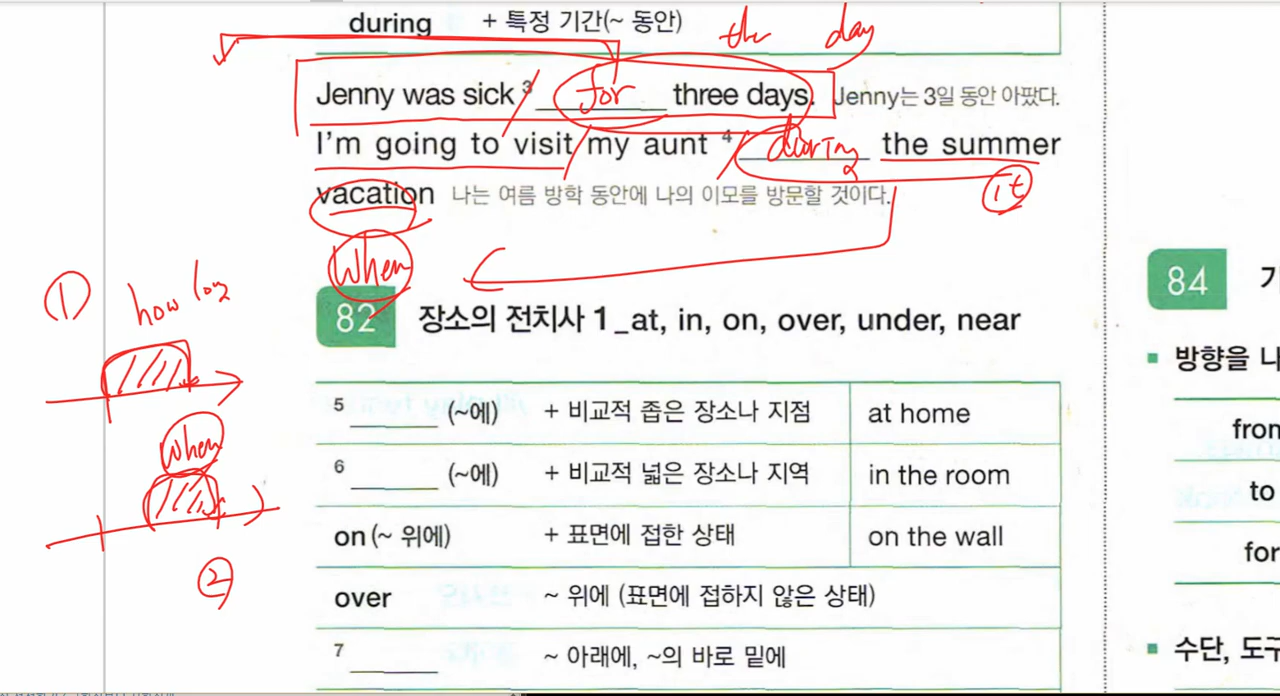 during + 특정 기간(~ 동안)
the day
Jenny was sick 3 for three days. Jenny는 3일 동안 아팠다.
I'm going to visit my aunt 4 during the summer
vacation 나는 여름 방학 동안에 나의 이모를 방문할 것이다.
it
when
① how long
when
②
82 장소의 전치사 1_at, in, on, over, under, near
5 ______ (~에) + 비교적 좁은 장소나 지점 at home
6 ______ (~에) + 비교적 넓은 장소나 지역 in the room
on (~ 위에) + 표면에 접한 상태 on the wall
over ~ 위에 (표면에 접하지 않은 상태)
7 ______ ~ 아래에, ~의 바로 밑에
84
방향을 나
from
to
for
수단, 도구